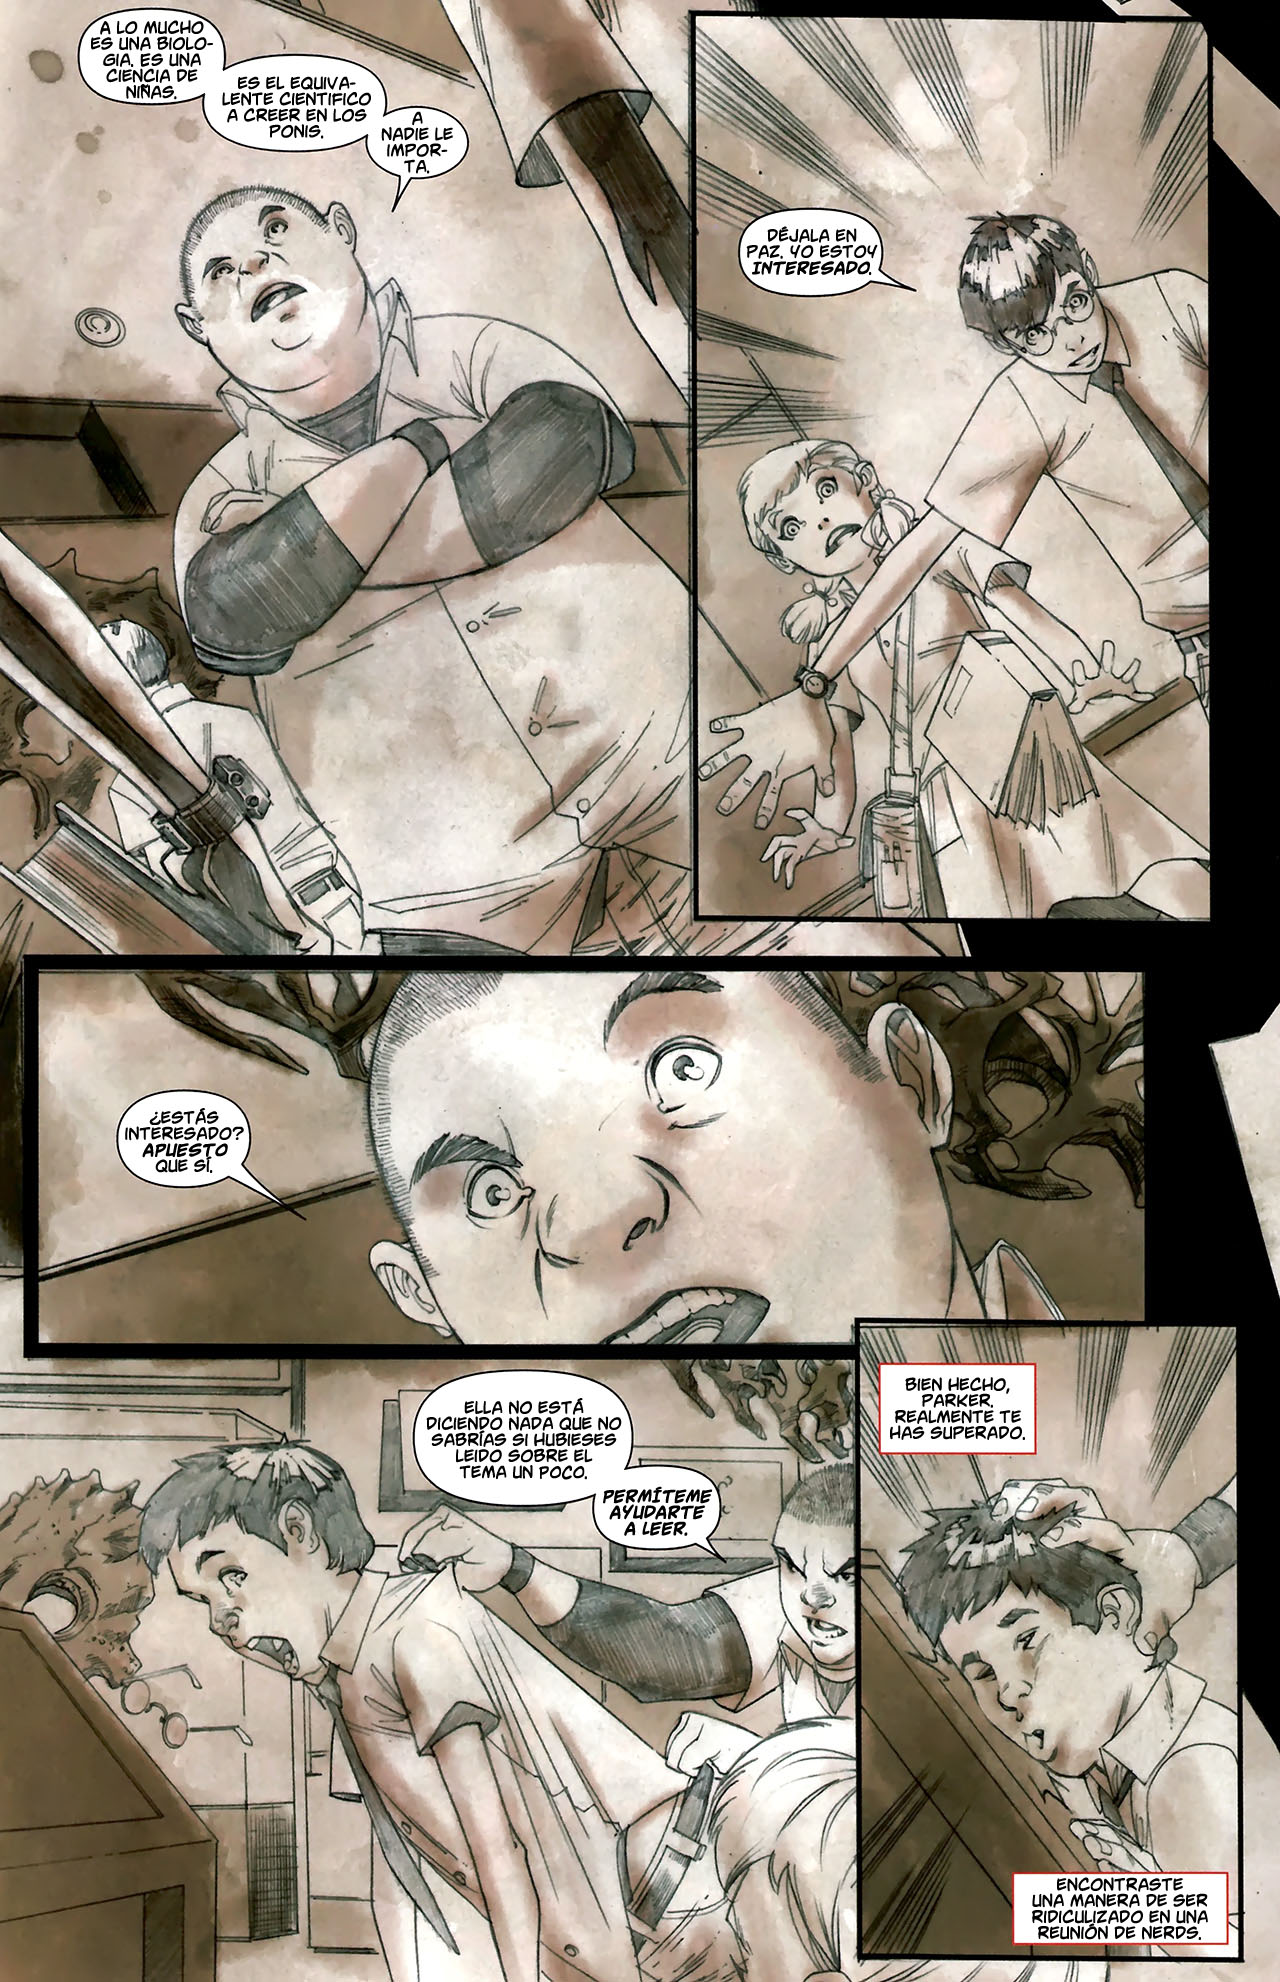 A LO MUCHO
ES UNA BIOLO-
GIA. ES UNA
CIENCIA DE
NIÑAS.
ES EL EQUIVA-
LENTE CIENTIFICO
A CREER EN LOS
PONIS.
A
NADIE LE
IMPOR-
TA.
DÉJALA EN
PAZ. YO ESTOY
INTERESADO.
¿ESTÁS
INTERESADO?
APUESTO
QUE SÍ.
ELLA NO ESTÁ
DICIENDO NADA QUE NO
SABRÍAS SI HUBIESES
LEIDO SOBRE EL
TEMA UN POCO.
PERMÍTEME
AYUDARTE
A LEER.
BIEN HECHO,
PARKER.
REALMENTE TE
HAS SUPERADO.
ENCONTRASTE
UNA MANERA DE SER
RIDICULIZADO EN UNA
REUNIÓN DE NERDS.